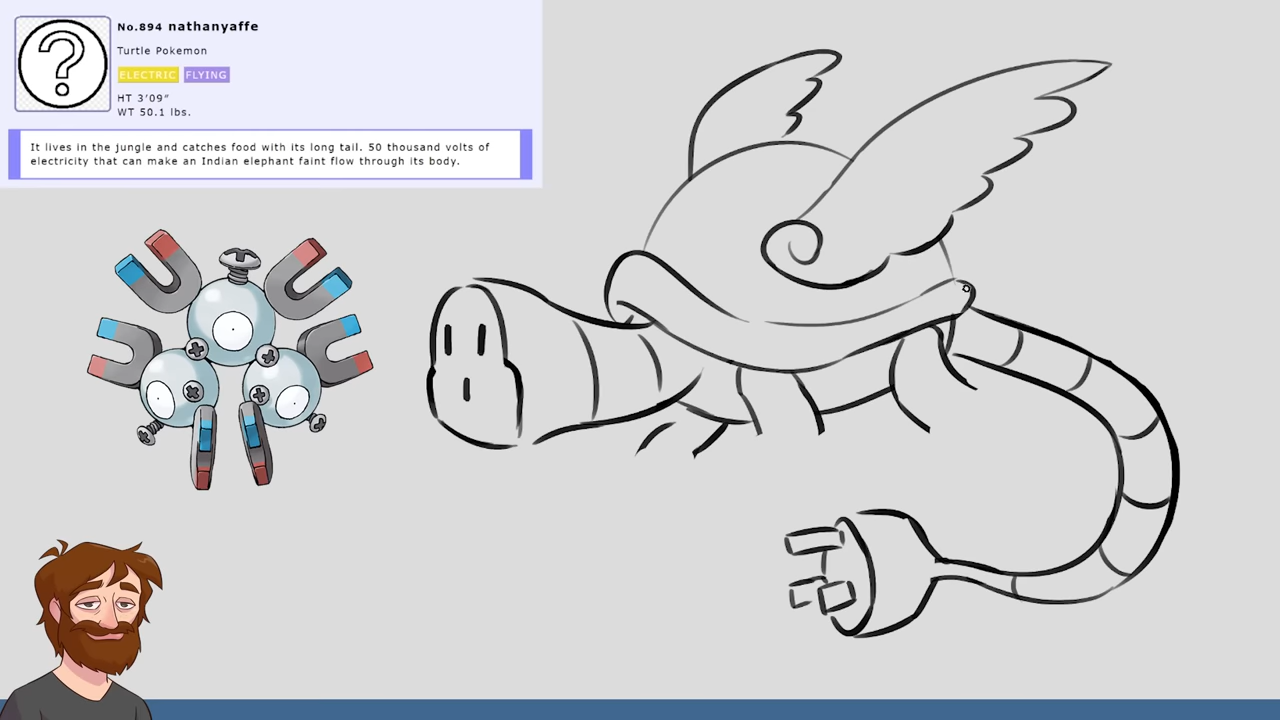 No.894 nathanyaffe
Turtle Pokemon
ELECTRIC FLYING
HT 3'09"
WT 50.1 lbs.
It lives in the jungle and catches food with its long tail. 50 thousand volts of
electricity that can make an Indian elephant faint flow through its body.